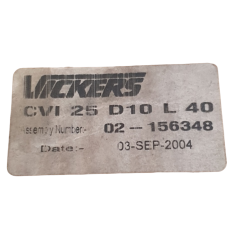 VICKERS
CVI 25 D10 L 40
ssembly Number:- 02-156348
Date:- 03-SEP-2004